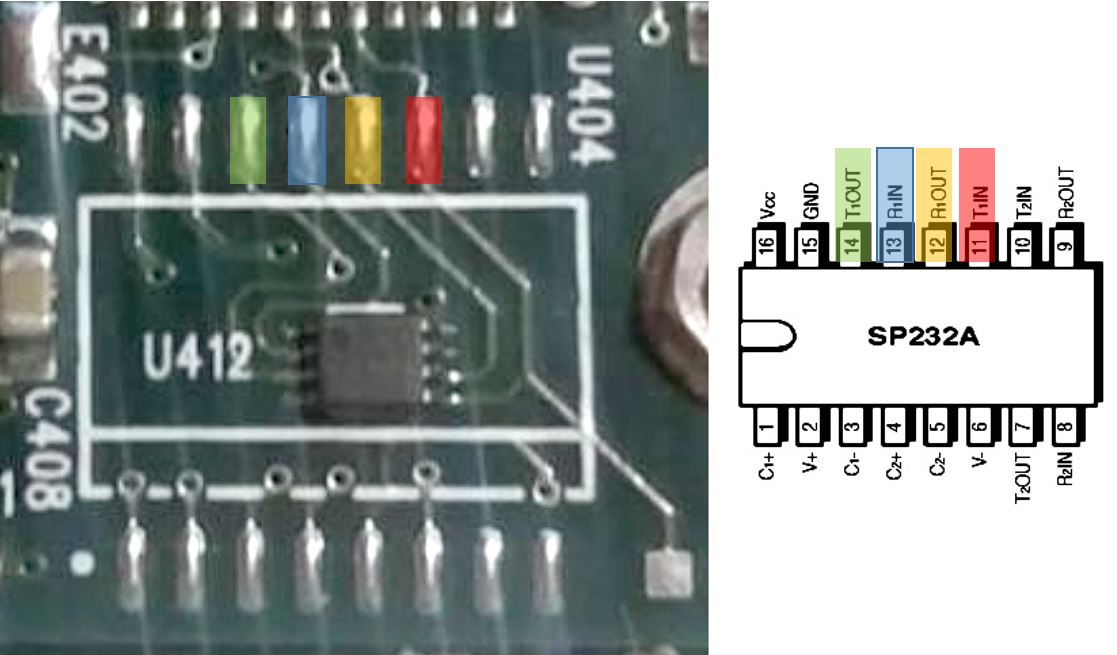 E402
U404
U412
C408
1
Vcc
GND
T1OUT
R1IN
R1OUT
T1IN
T2IN
R2OUT
16
15
14
13
12
11
10
9
SP232A
1
2
3
4
5
6
7
8
C1+
V+
C1-
C2+
C2-
V-
T2OUT
R2IN